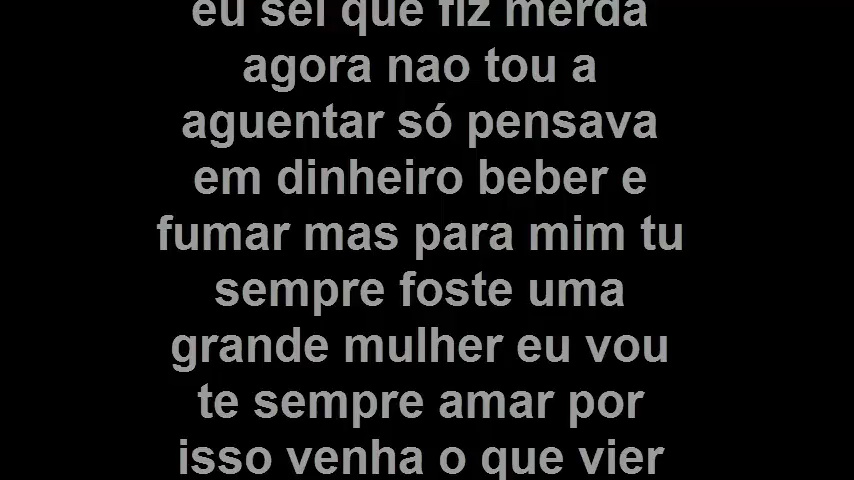 eu sei que fiz merda
agora nao tou a
aguentar só pensava
em dinheiro beber e
fumar mas para mim tu
sempre foste uma
grande mulher eu vou
te sempre amar por
isso venha o que vier